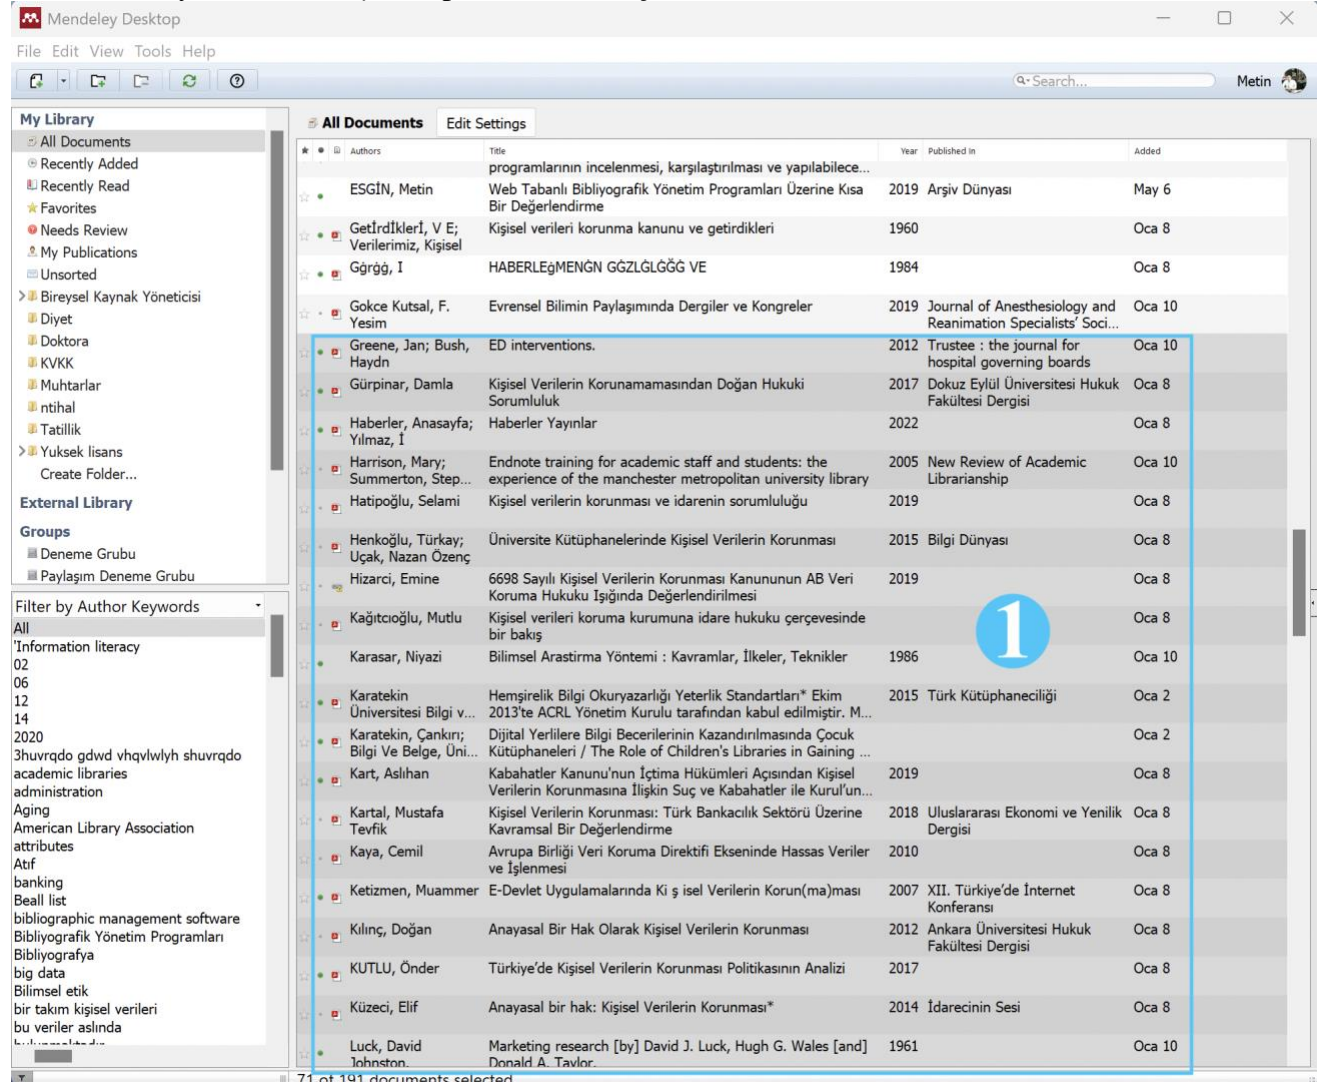 Mendeley Desktop
File Edit View Tools Help
Search...
Metin
My Library
All Documents
Recently Added
Recently Read
Favorites
Needs Review
My Publications
Unsorted
Bireysel Kaynak Yöneticisi
Diyet
Doktora
KVKK
Muhtarlar
ntihal
Tatillik
Yuksek lisans
Create Folder...
External Library
Groups
Deneme Grubu
Paylaşım Deneme Grubu
Filter by Author Keywords
All
'Information literacy
02
06
12
14
2020
3huvrqdo gdwd vhqvlwlyh shuvrqdo
academic libraries
administration
Aging
American Library Association
attributes
Atıf
banking
Beall list
bibliographic management software
Bibliyografik Yönetim Programları
Bibliyografya
big data
Bilimsel etik
bir takım kişisel verileri
bu veriler aslında
All Documents Edit Settings
Authors Title Year Published In Added
programlarının incelenmesi, karşılaştırılması ve yapılabilece...
ESGİN, Metin Web Tabanlı Bibliyografik Yönetim Programları Üzerine Kısa 2019 Arşiv Dünyası May 6
Bir Değerlendirme
Getİrdİklerİ, V E; Kişisel verileri korunma kanunu ve getirdikleri 1960 Oca 8
Verilerimiz, Kişisel
Gġrġġ, I HABERLEġMENĠN GĠZLĠLĠĞĠ VE 1984 Oca 8
Gokce Kutsal, F. Evrensel Bilimin Paylaşımında Dergiler ve Kongreler 2019 Journal of Anesthesiology and Oca 10
Yesim Reanimation Specialists' Soci...
Greene, Jan; Bush, ED interventions. 2012 Trustee : the journal for Oca 10
Haydn hospital governing boards
Gürpinar, Damla Kişisel Verilerin Korunamamasından Doğan Hukuki 2017 Dokuz Eylül Üniversitesi Hukuk Oca 8
Sorumluluk Fakültesi Dergisi
Haberler, Anasayfa; Haberler Yayınlar 2022 Oca 8
Yılmaz, İ
Harrison, Mary; Endnote training for academic staff and students: the 2005 New Review of Academic Oca 10
Summerton, Step... experience of the manchester metropolitan university library Librarianship
Hatipoğlu, Selami Kişisel verilerin korunması ve idarenin sorumluluğu 2019 Oca 8
Henkoğlu, Türkay; Üniversite Kütüphanelerinde Kişisel Verilerin Korunması 2015 Bilgi Dünyası Oca 8
Uçak, Nazan Özenç
Hizarci, Emine 6698 Sayılı Kişisel Verilerin Korunması Kanununun AB Veri 2019 Oca 8
Koruma Hukuku Işığında Değerlendirilmesi
1
Kağıtcıoğlu, Mutlu Kişisel verileri koruma kurumuna idare hukuku çerçevesinde Oca 8
bir bakış
Karasar, Niyazi Bilimsel Arastirma Yöntemi : Kavramlar, İlkeler, Teknikler 1986 Oca 10
Karatekin Hemşirelik Bilgi Okuryazarlığı Yeterlik Standartları* Ekim 2015 Türk Kütüphaneciliği Oca 2
Üniversitesi Bilgi v... 2013'te ACRL Yönetim Kurulu tarafından kabul edilmiştir. M...
Karatekin, Çankırı; Dijital Yerlilere Bilgi Becerilerinin Kazandırılmasında Çocuk Oca 2
Bilgi Ve Belge, Üni... Kütüphaneleri / The Role of Children's Libraries in Gaining ...
Kart, Aslıhan Kabahatler Kanunu'nun İçtima Hükümleri Açısından Kişisel 2019 Oca 8
Verilerin Korunmasına İlişkin Suç ve Kabahatler ile Kurul'un...
Kartal, Mustafa Kişisel Verilerin Korunması: Türk Bankacılık Sektörü Üzerine 2018 Uluslararası Ekonomi ve Yenilik Oca 8
Tevfik Kavramsal Bir Değerlendirme Dergisi
Kaya, Cemil Avrupa Birliği Veri Koruma Direktifi Ekseninde Hassas Veriler 2010 Oca 8
ve İşlenmesi
Ketizmen, Muammer E-Devlet Uygulamalarında Ki ş isel Verilerin Korun(ma)ması 2007 XII. Türkiye'de İnternet Oca 8
Konferansı
Kılınç, Doğan Anayasal Bir Hak Olarak Kişisel Verilerin Korunması 2012 Ankara Üniversitesi Hukuk Oca 8
Fakültesi Dergisi
KUTLU, Önder Türkiye'de Kişisel Verilerin Korunması Politikasının Analizi 2017 Oca 8
Küzeci, Elif Anayasal bir hak: Kişisel Verilerin Korunması* 2014 İdarecinin Sesi Oca 8
Luck, David Marketing research [by] David J. Luck, Hugh G. Wales [and] 1961 Oca 10
Johnston. Donald A. Taylor.
71 of 191 documents selected